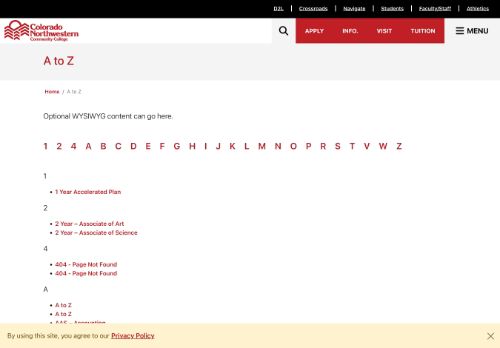 D2L Crossroads Navigate Students Faculty/Staff Athletics
Colorado
Northwestern
Community College
APPLY INFO. VISIT TUITION MENU
A to Z
Home / A to Z
Optional WYSIWYG content can go here.
1 2 4 A B C D E F G H I J K L M N O P R S T V W Z
1
• 1 Year Accelerated Plan
2
• 2 Year – Associate of Art
• 2 Year – Associate of Science
4
• 404 - Page Not Found
• 404 - Page Not Found
A
• A to Z
• A to Z
• AAS – Accounting
By using this site, you agree to our Privacy Policy